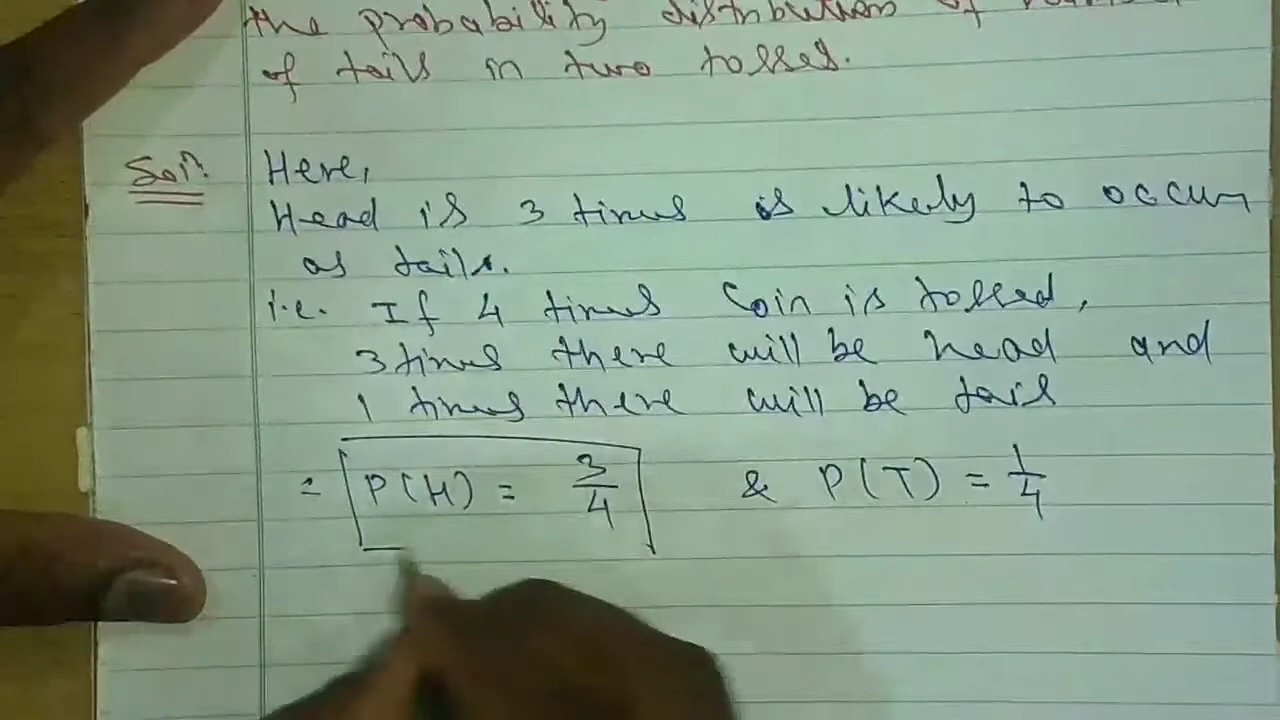 the probability distribution of
of tails in two tosses.
Soln. Here,
Head is 3 times is likely to occur
as tails.
i.e. If 4 times Coin is tossed,
3 times there will be head and
1 times there will be tail
= P(H) = 3/4 & P(T) = 1/4